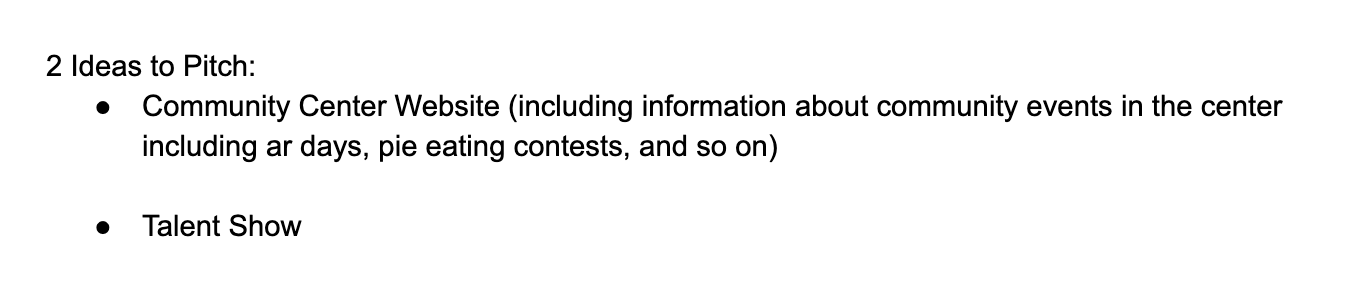 2 Ideas to Pitch:
● Community Center Website (including information about community events in the center
including ar days, pie eating contests, and so on)
● Talent Show